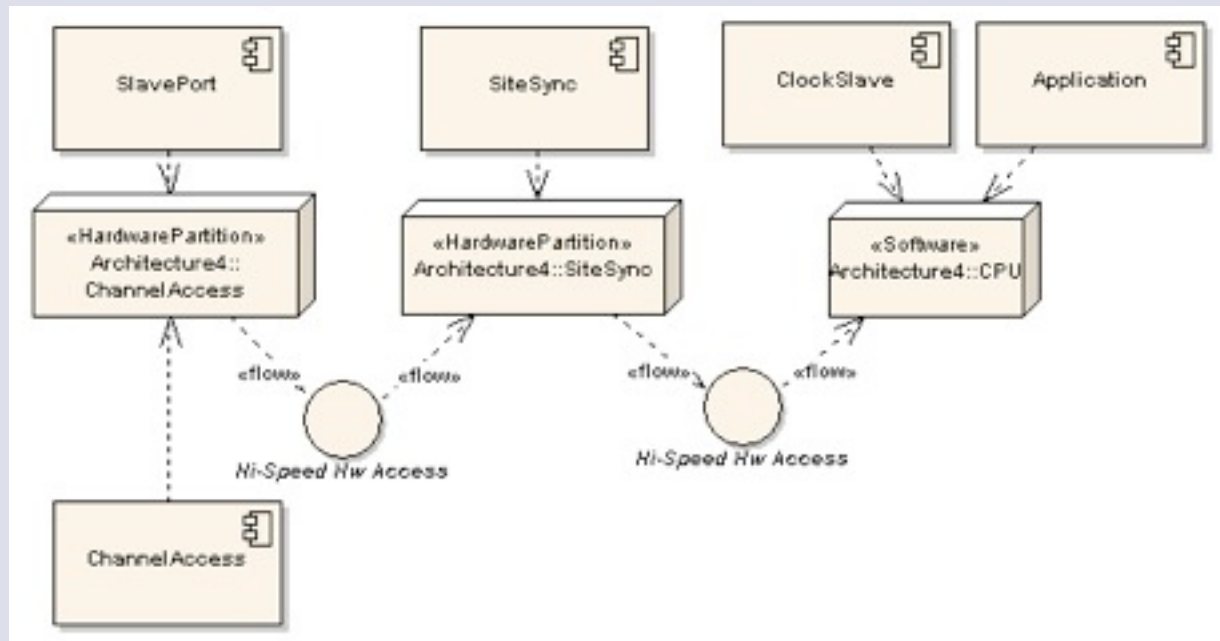 SlavePort
SiteSync
ClockSlave
Application
«HardwarePartition»
Architecture4::
ChannelAccess
«HardwarePartition»
Architecture4::SiteSync
«Software»
Architecture4::CPU
«flow»
«flow»
«flow»
«flow»
Hi-Speed Hw Access
Hi-Speed Hw Access
ChannelAccess